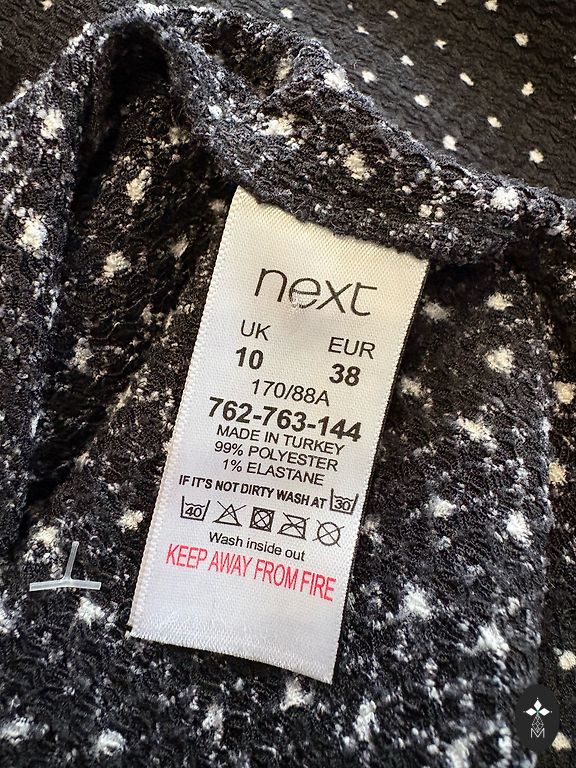 next
UK EUR
10 38
170/88A
762-763-144
MADE IN TURKEY
99% POLYESTER
1% ELASTANE
IF IT'S NOT DIRTY WASH AT 30
40
Wash inside out
KEEP AWAY FROM FIRE
M